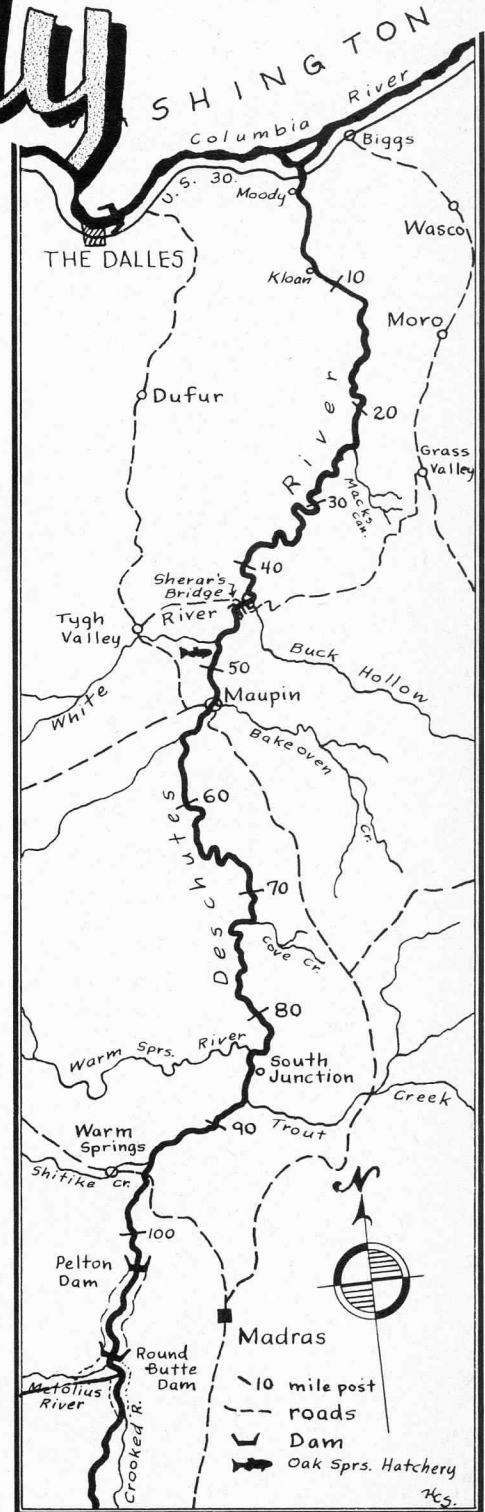 ly
WASHINGTON
Columbia River
Biggs
U.S. 30.
Moody
THE DALLES
Wasco
Kloan
10
Moro
Dufur
River
20
Grass
Valley
Macks
Can.
30
40
Sherar's
Bridge
River
Tygh
Valley
50
Buck Hollow
White
Maupin
Bakeoven
Cr.
60
Deschutes
70
Cove Cr.
80
Warm Sprs. River
South
Junction
Creek
90
Trout
Warm
Springs
Shitike Cr.
N
100
Pelton
Dam
Madras
Round
Butte
Dam
Metolius
River
Crooked R.
10 mile post
roads
Dam
Oak Sprs. Hatchery
HCS.